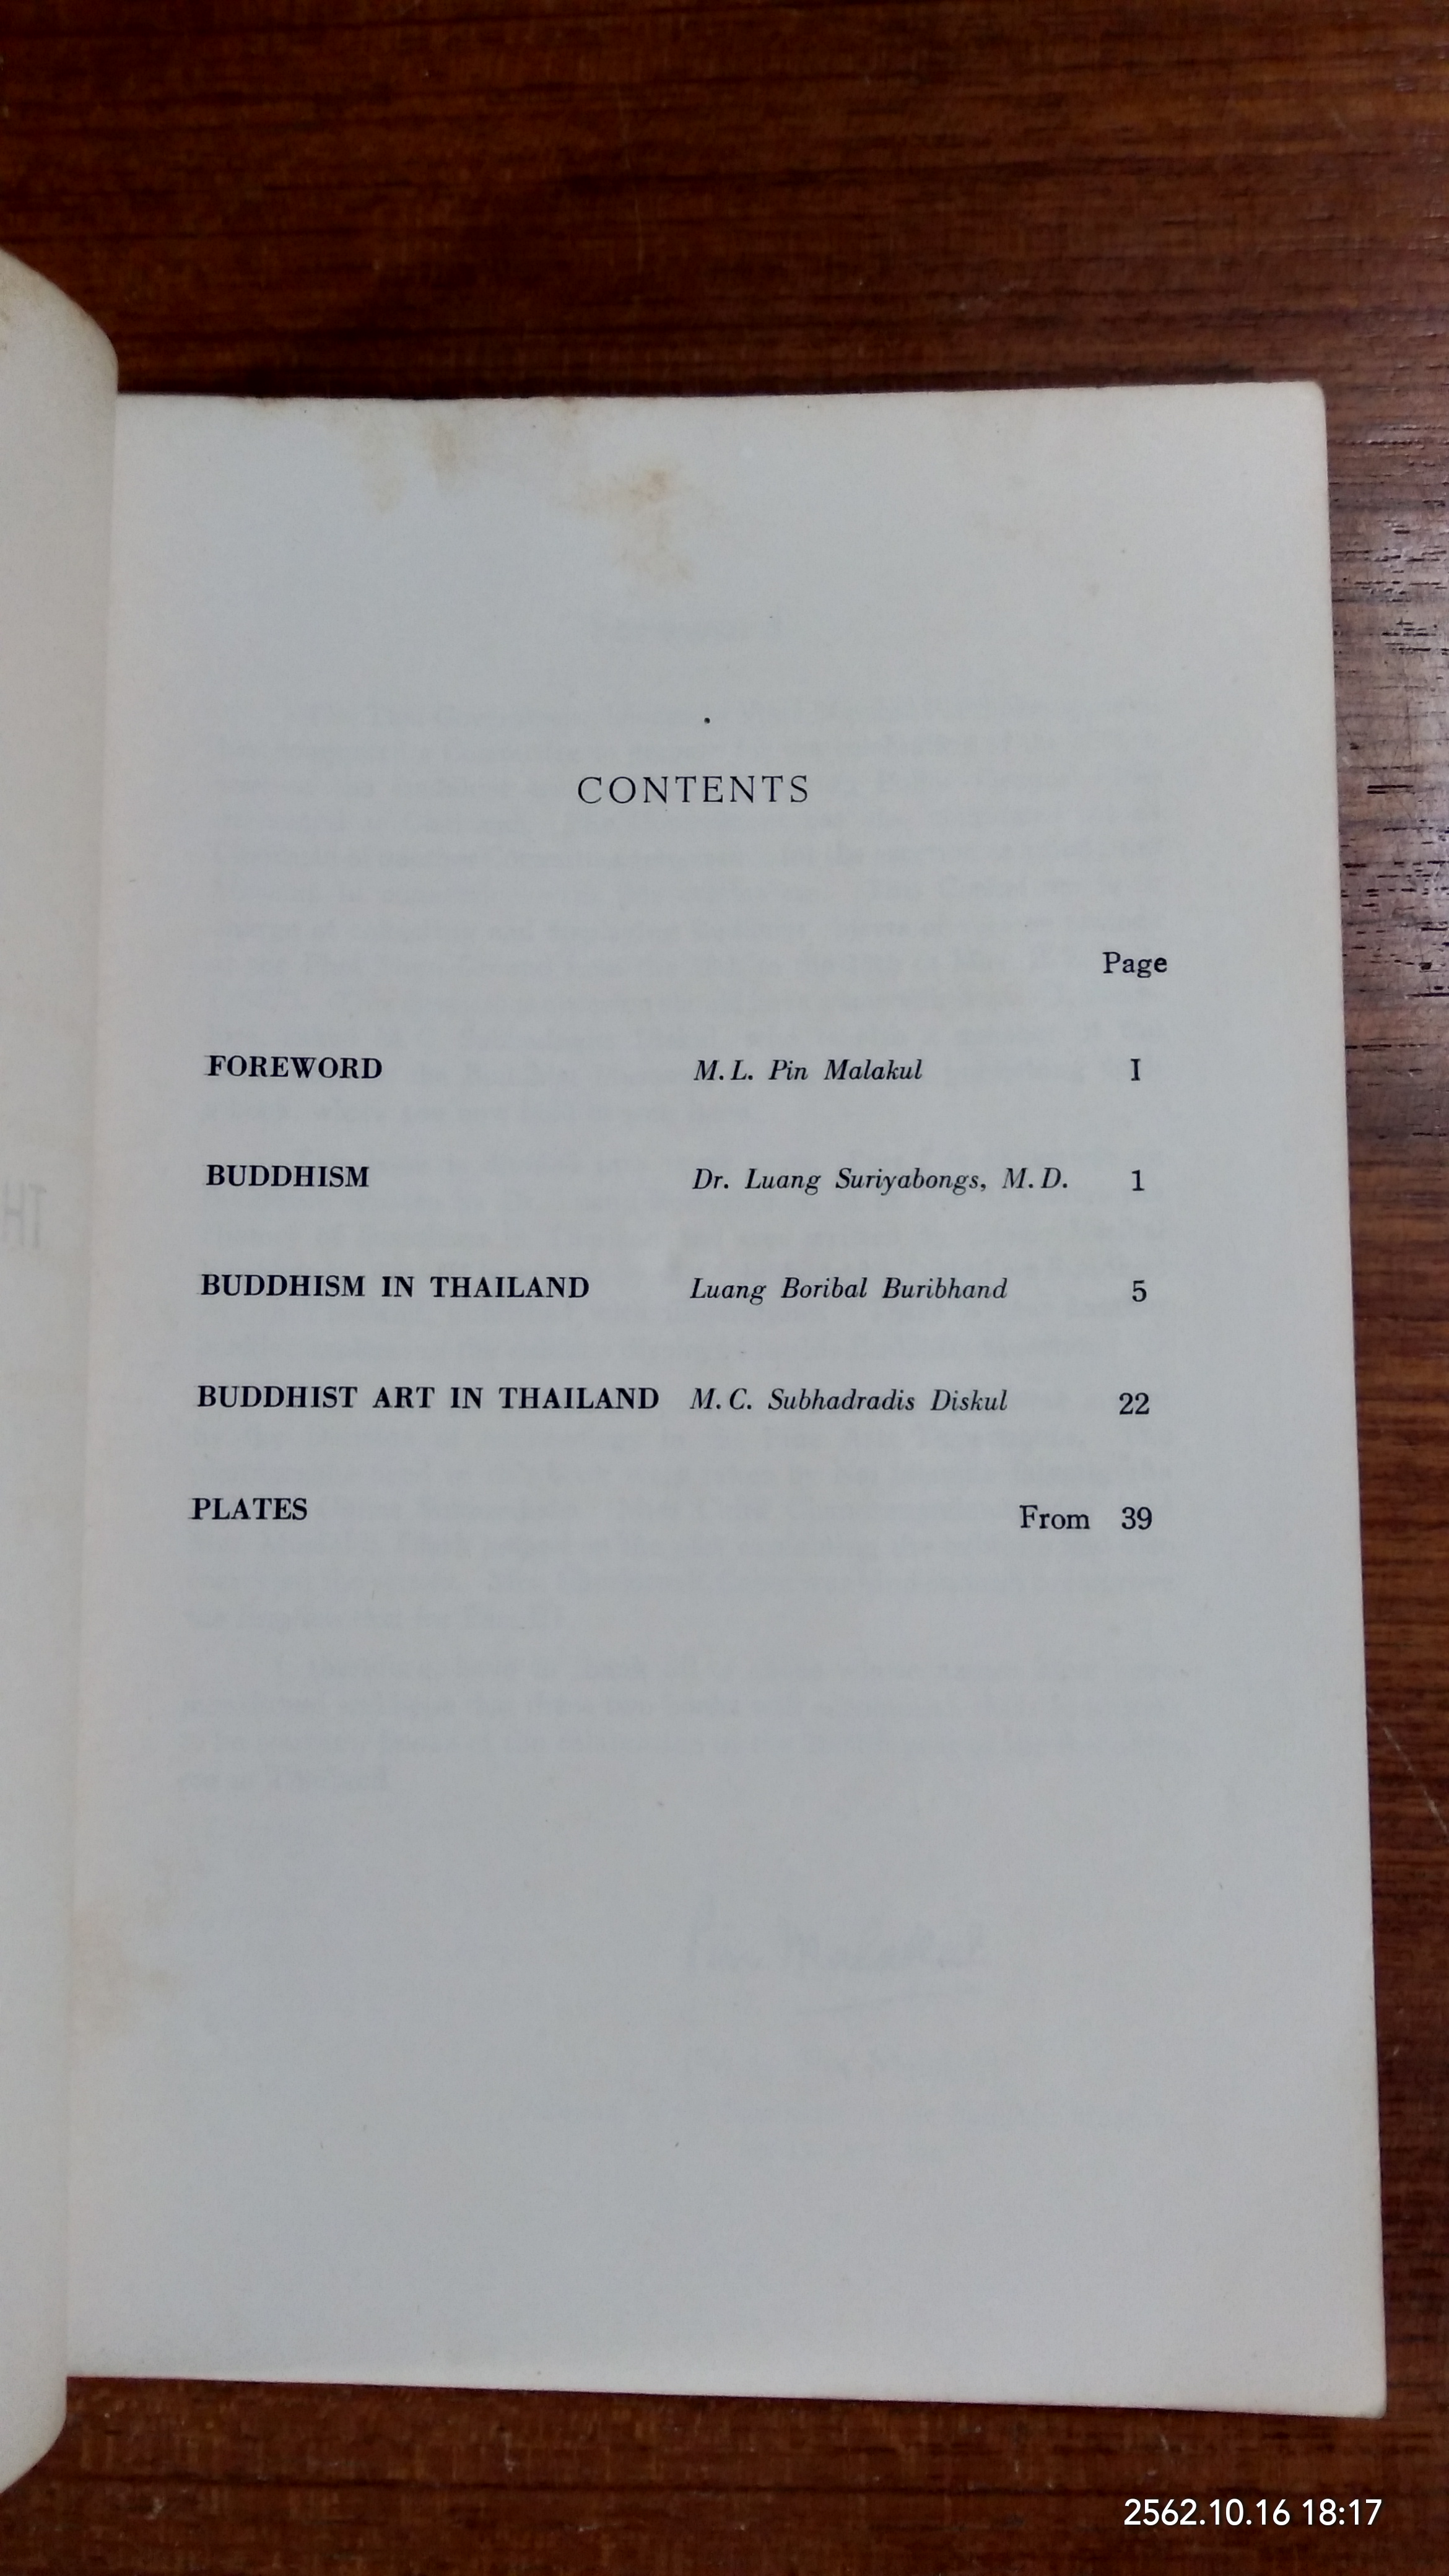 CONTENTS
Page
FOREWORD M. L. Pin Malakul I
BUDDHISM Dr. Luang Suriyabongs, M. D. 1
BUDDHISM IN THAILAND Luang Boribal Buribhand 5
BUDDHIST ART IN THAILAND M. C. Subhadradis Diskul 22
PLATES From 39
2562.10.16 18:17